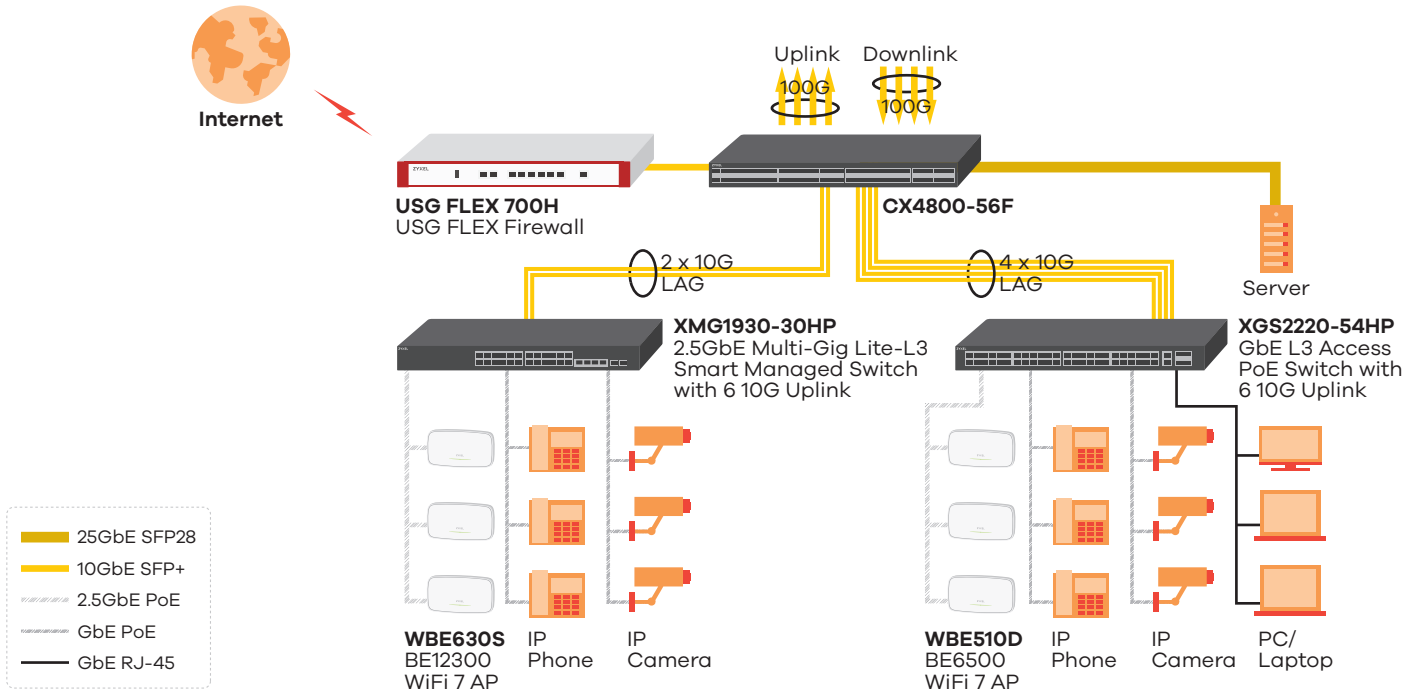 Internet
Uplink
Downlink
100G
100G
ZYXEL
USG FLEX 700H
USG FLEX Firewall
CX4800-56F
2 x 10G
LAG
4 x 10G
LAG
Server
XMG1930-30HP
2.5GbE Multi-Gig Lite-L3
Smart Managed Switch
with 6 10G Uplink
XGS2220-54HP
GbE L3 Access
PoE Switch with
6 10G Uplink
25GbE SFP28
10GbE SFP+
2.5GbE PoE
GbE PoE
GbE RJ-45
WBE630S
BE12300
WiFi 7 AP
IP
Phone
IP
Camera
WBE510D
BE6500
WiFi 7 AP
IP
Phone
IP
Camera
PC/
Laptop